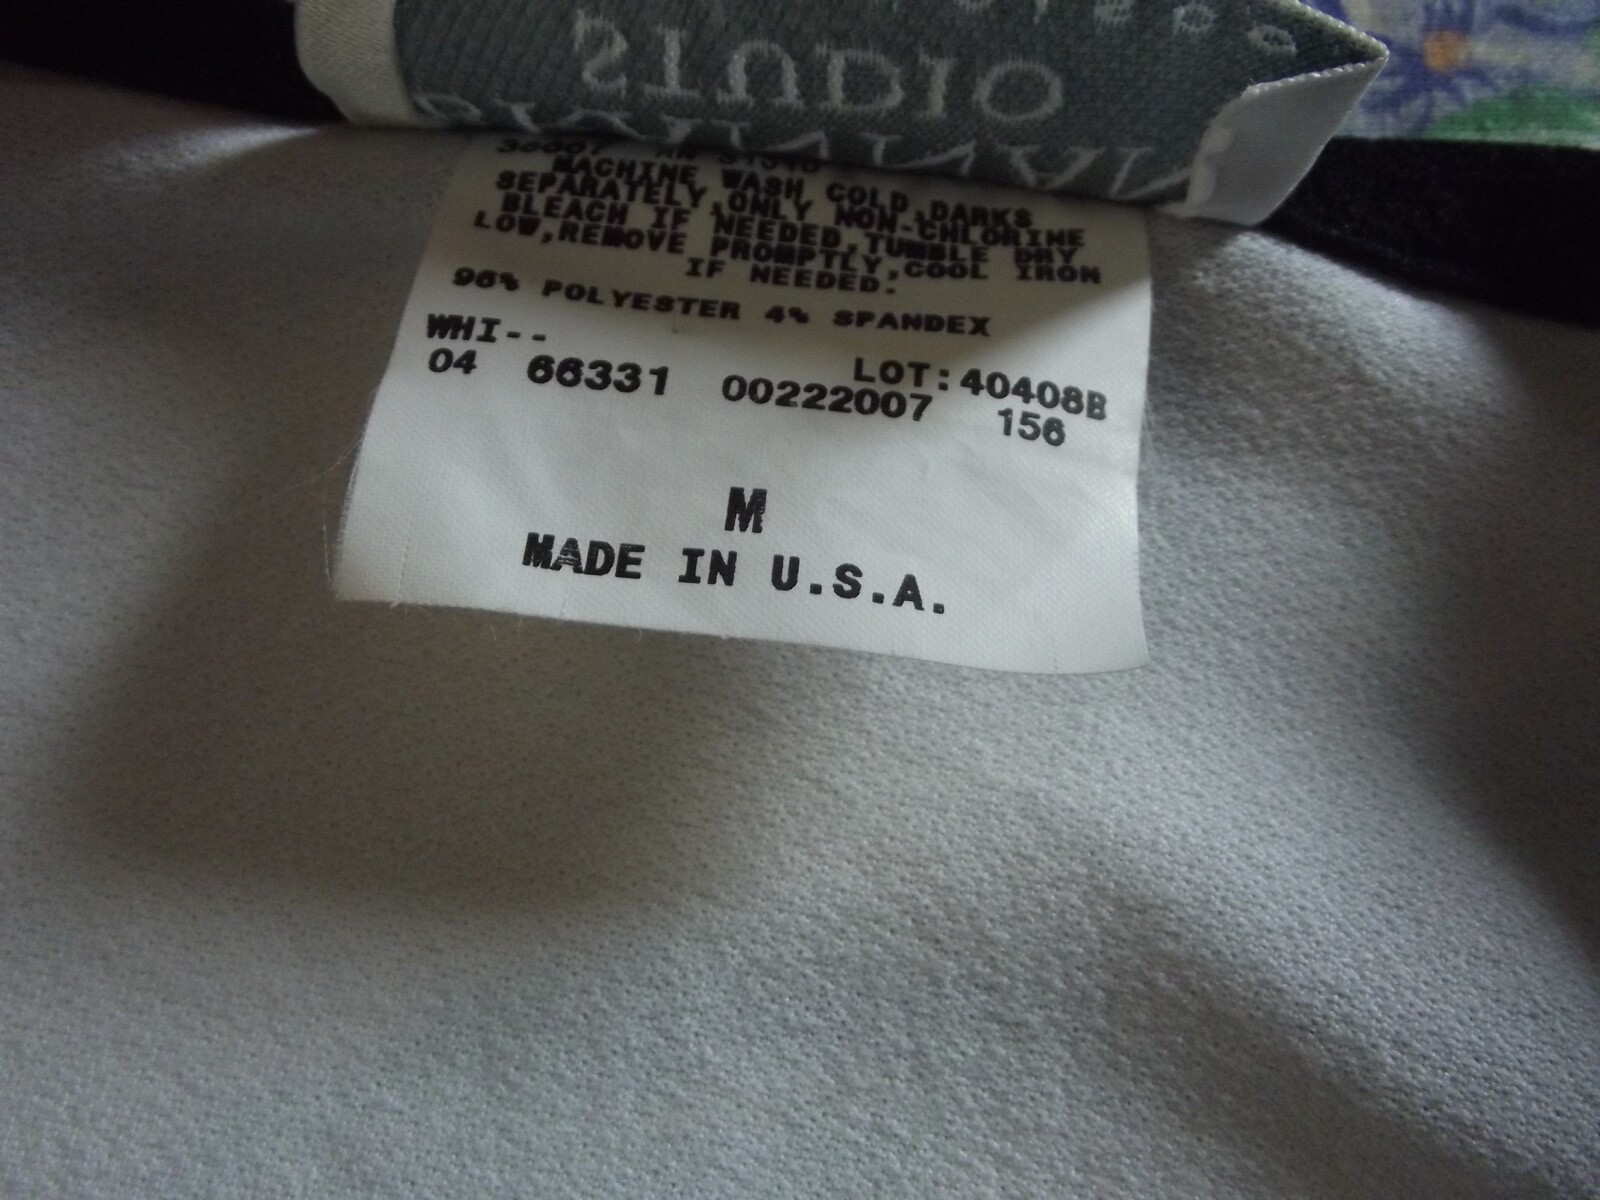 STUDIO
MACHINE WASH COLD DARKS
SEPARATELY,ONLY NON-CHLORINE
BLEACH IF NEEDED,TUMBLE DRY
LOW,REMOVE PROMPTLY,COOL IRON
IF NEEDED.
96% POLYESTER 4% SPANDEX
WHI--
LOT:40408B
04 66331 00222007 156
M
MADE IN U.S.A.